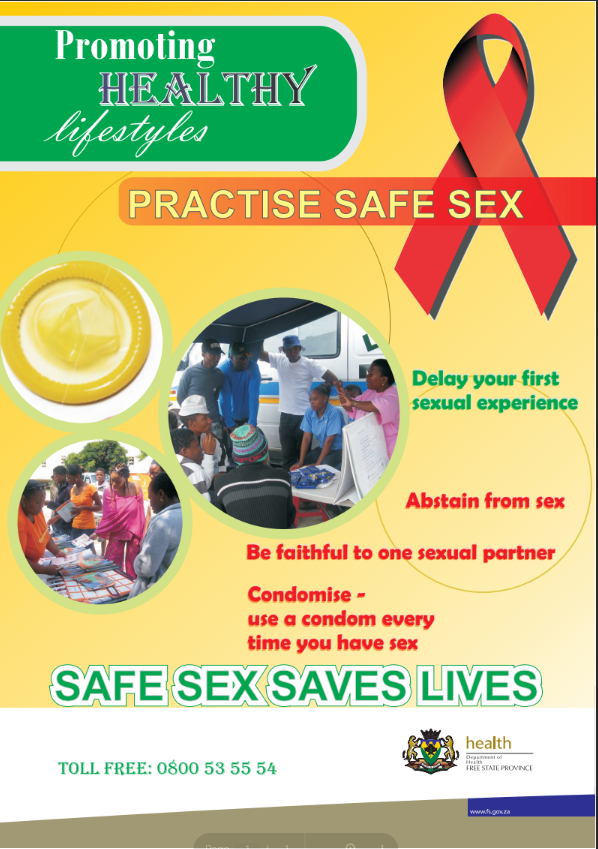 Promoting
HEALTHY
lifestyles
PRACTISE SAFE SEX
Delay your first
sexual experience
Abstain from sex
Be faithful to one sexual partner
Condomise -
use a condom every
time you have sex
SAFE SEX SAVES LIVES
TOLL FREE: 0800 53 55 54
health
Department of
Health
FREE STATE PROVINCE
www.fs.gov.za